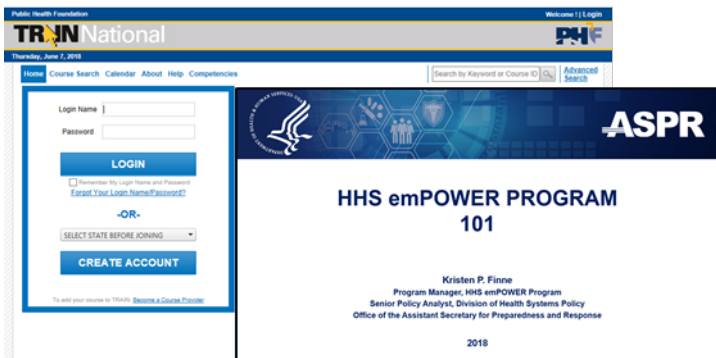 Public Health Foundation
Welcome ! | Login
TRAIN National
PHF
Thursday, June 7, 2018
Home Course Search Calendar About Help Competencies
Search by Keyword or Course ID
Advanced
Search
Login Name
Password
LOGIN
Remember My Login Name and Password
Forgot Your Login Name/Password?
-OR-
SELECT STATE BEFORE JOINING
CREATE ACCOUNT
To add your course to TRAIN: Become a Course Provider
ASPR
HHS emPOWER PROGRAM
101
Kristen P. Finne
Program Manager, HHS emPOWER Program
Senior Policy Analyst, Division of Health Systems Policy
Office of the Assistant Secretary for Preparedness and Response
2018